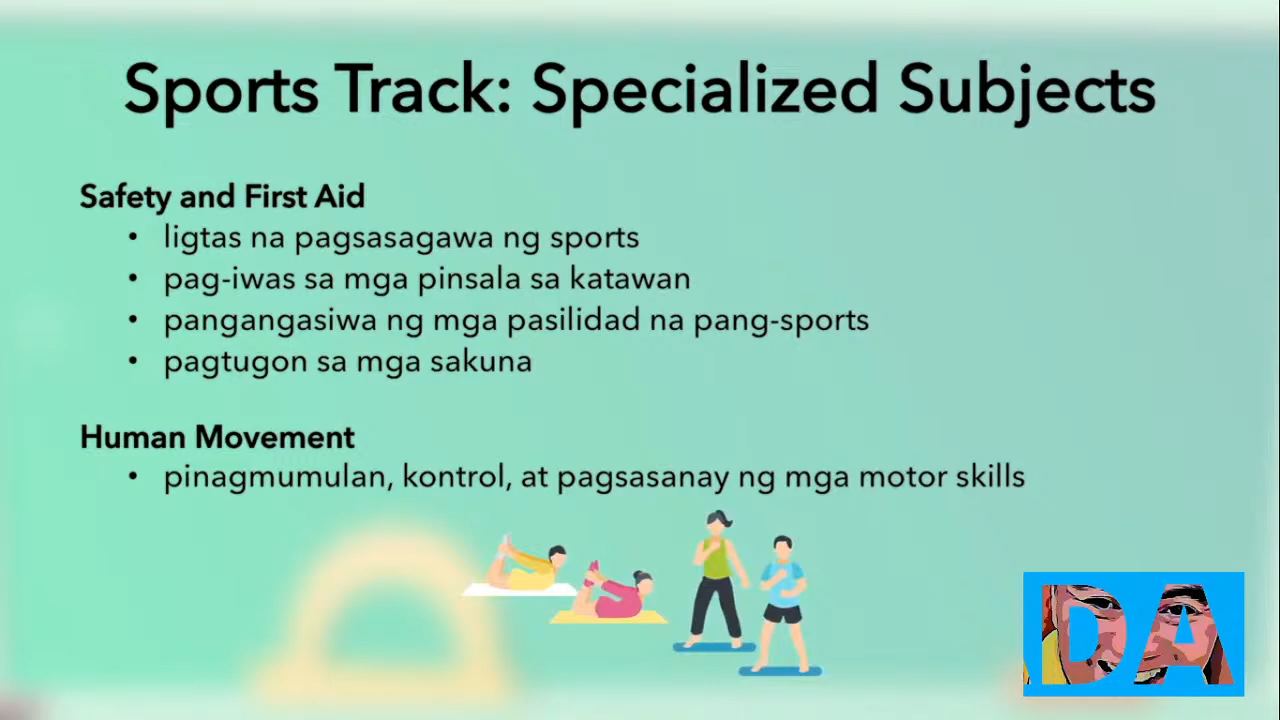 Sports Track: Specialized Subjects
Safety and First Aid
• ligtas na pagsasagawa ng sports
• pag-iwas sa mga pinsala sa katawan
• pangangasiwa ng mga pasilidad na pang-sports
• pagtugon sa mga sakuna
Human Movement
• pinagmumulan, kontrol, at pagsasanay ng mga motor skills
DA